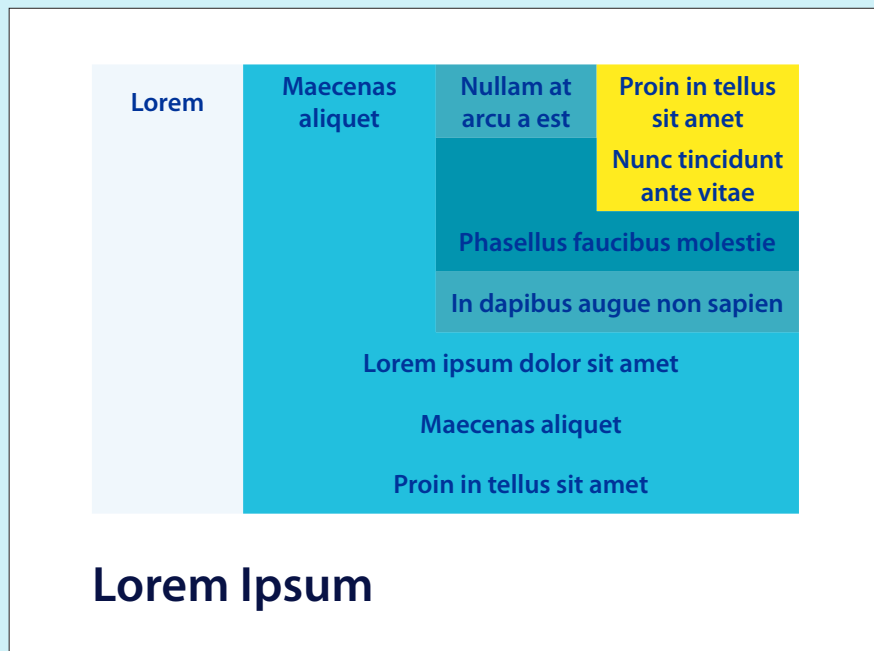 Lorem
Maecenas
aliquet
Nullam at
arcu a est
Proin in tellus
sit amet
Nunc tincidunt
ante vitae
Phasellus faucibus molestie
In dapibus augue non sapien
Lorem ipsum dolor sit amet
Maecenas aliquet
Proin in tellus sit amet
Lorem Ipsum